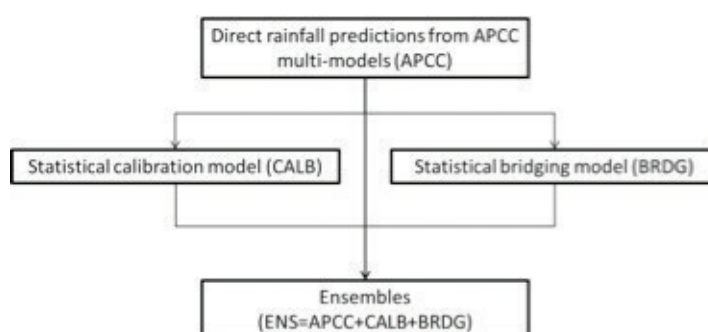 Direct rainfall predictions from APCC
multi-models (APCC)
Statistical calibration model (CALB)
Statistical bridging model (BRDG)
Ensembles
(ENS=APCC+CALB+BRDG)